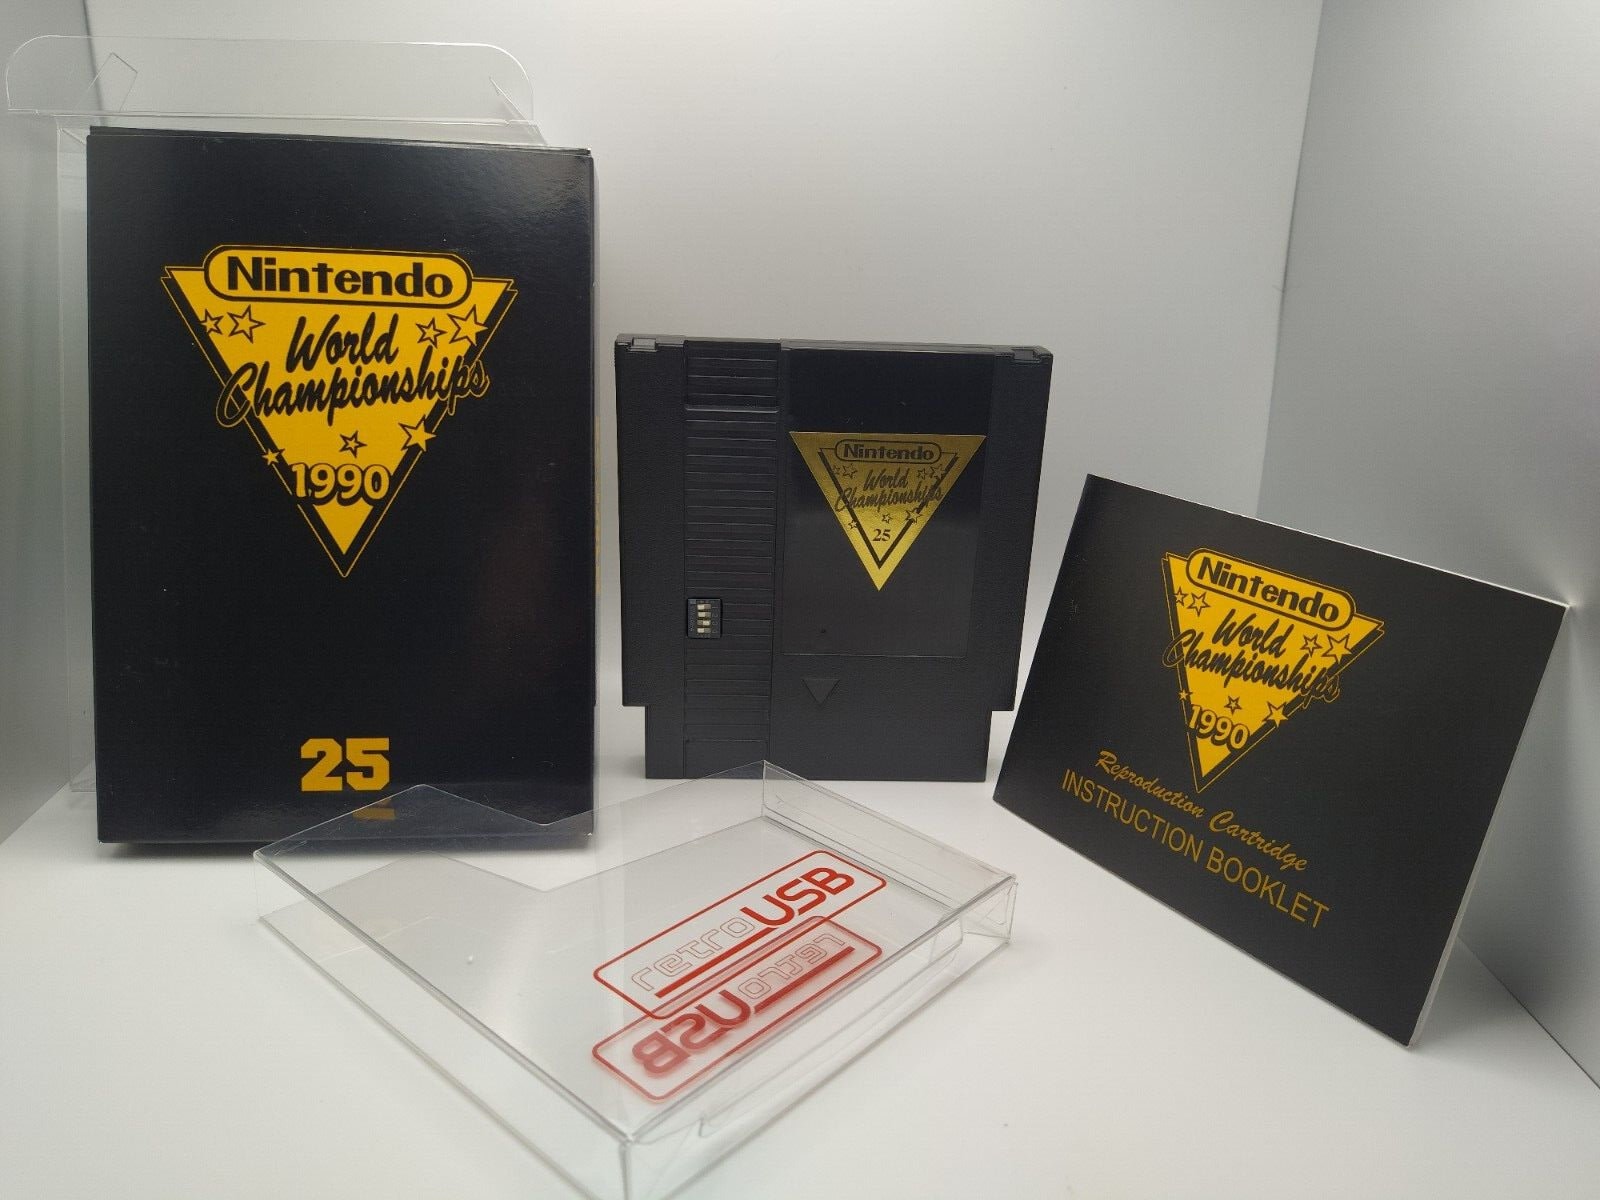 Nintendo
World
Championships
1990
25
Nintendo
World
Championships
25
Nintendo
World
Championships
1990
Reproduction Cartridge
INSTRUCTION BOOKLET
retroUSB
retroUSB